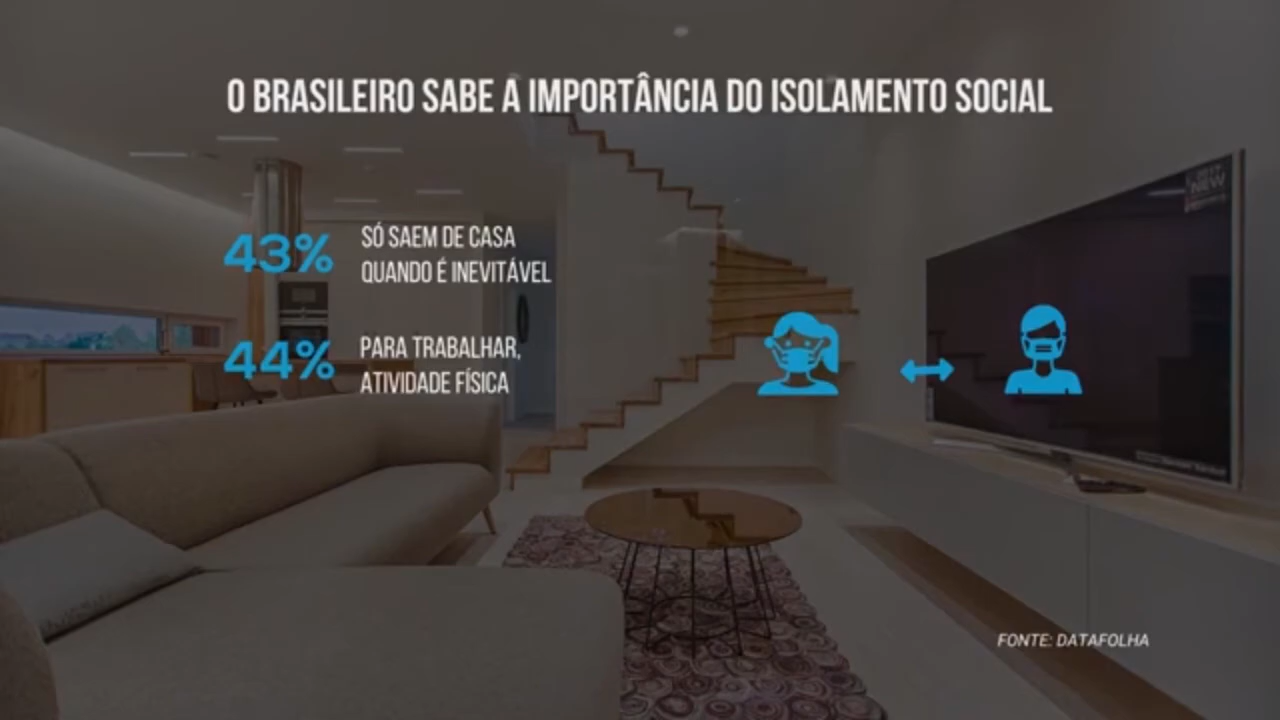 O BRASILEIRO SABE A IMPORTÂNCIA DO ISOLAMENTO SOCIAL
43%
SÓ SAEM DE CASA
QUANDO É INEVITÁVEL
44%
PARA TRABALHAR,
ATIVIDADE FÍSICA
NEW
FONTE: DATAFOLHA